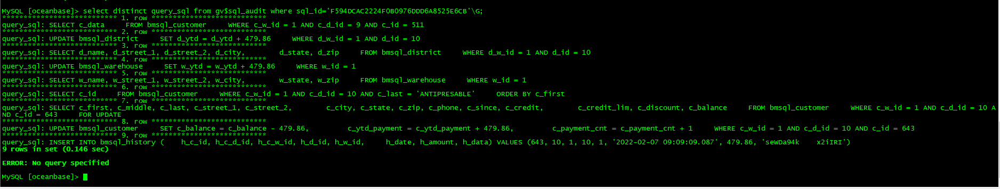 MySQL [oceanbase]> select distinct query_sql from gv$sql_audit where sql_id='F594DCAC2224F0B0976DDD6A8525E6CB'\G;
*************************** 1. row ***************************
query_sql: SELECT c_data     FROM bmsql_customer     WHERE c_w_id = 1 AND c_d_id = 9 AND c_id = 511
*************************** 2. row ***************************
query_sql: UPDATE bmsql_district     SET d_ytd = d_ytd + 479.86     WHERE d_w_id = 1 AND d_id = 10
*************************** 3. row ***************************
query_sql: SELECT d_name, d_street_1, d_street_2, d_city,        d_state, d_zip     FROM bmsql_district     WHERE d_w_id = 1 AND d_id = 10
*************************** 4. row ***************************
query_sql: UPDATE bmsql_warehouse     SET w_ytd = w_ytd + 479.86     WHERE w_id = 1
*************************** 5. row ***************************
query_sql: SELECT w_name, w_street_1, w_street_2, w_city,        w_state, w_zip     FROM bmsql_warehouse     WHERE w_id = 1
*************************** 6. row ***************************
query_sql: SELECT c_id     FROM bmsql_customer     WHERE c_w_id = 1 AND c_d_id = 10 AND c_last = 'ANTIPRESABLE'     ORDER BY c_first
*************************** 7. row ***************************
query_sql: SELECT c_first, c_middle, c_last, c_street_1, c_street_2,        c_city, c_state, c_zip, c_phone, c_since, c_credit,        c_credit_lim, c_discount, c_balance     FROM bmsql_customer     WHERE c_w_id = 1 AND c_d_id = 10 A
ND c_id = 643     FOR UPDATE
*************************** 8. row ***************************
query_sql: UPDATE bmsql_customer     SET c_balance = c_balance - 479.86,         c_ytd_payment = c_ytd_payment + 479.86,         c_payment_cnt = c_payment_cnt + 1     WHERE c_w_id = 1 AND c_d_id = 10 AND c_id = 643
*************************** 9. row ***************************
query_sql: INSERT INTO bmsql_history (    h_c_id, h_c_d_id, h_c_w_id, h_d_id, h_w_id,     h_date, h_amount, h_data) VALUES (643, 10, 1, 10, 1, '2022-02-07 09:09:09.087', 479.86, 'seWDa94k    x2iIRI')
9 rows in set (0.146 sec)
ERROR: No query specified
MySQL [oceanbase]>